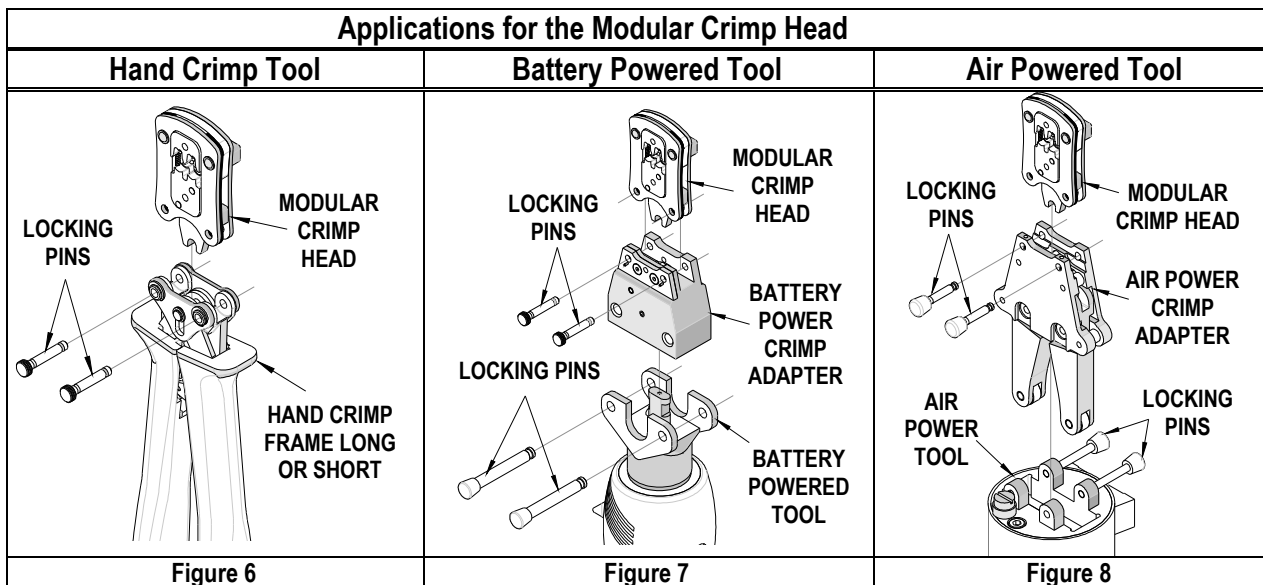 Applications for the Modular Crimp Head
Hand Crimp Tool
Battery Powered Tool
Air Powered Tool
LOCKING
PINS
MODULAR
CRIMP
HEAD
HAND CRIMP
FRAME LONG
OR SHORT
LOCKING
PINS
MODULAR
CRIMP
HEAD
BATTERY
POWER
CRIMP
ADAPTER
LOCKING PINS
BATTERY
POWERED
TOOL
LOCKING
PINS
MODULAR
CRIMP HEAD
AIR POWER
CRIMP
ADAPTER
AIR
POWER
TOOL
LOCKING
PINS
Figure 6
Figure 7
Figure 8